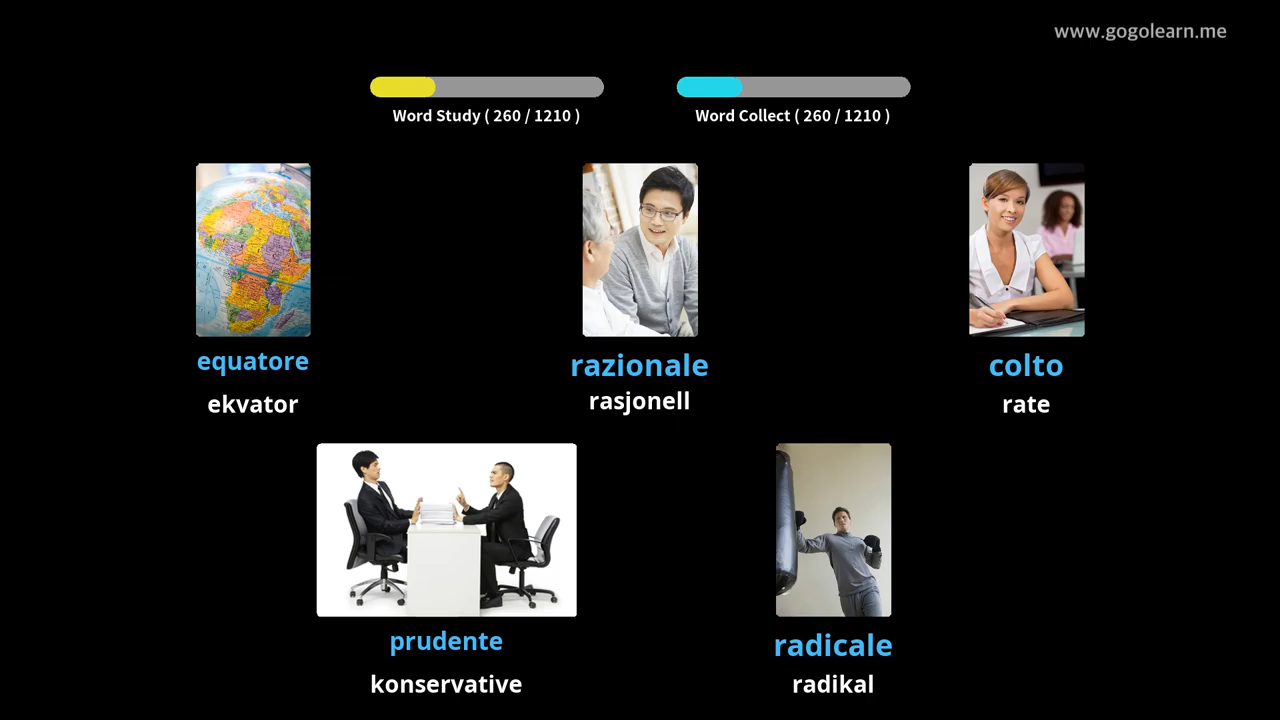 www.gogolearn.me
Word Study ( 260 / 1210 )
Word Collect ( 260 / 1210 )
equatore
ekvator
razionale
rasjonell
colto
rate
prudente
konservative
radicale
radikal